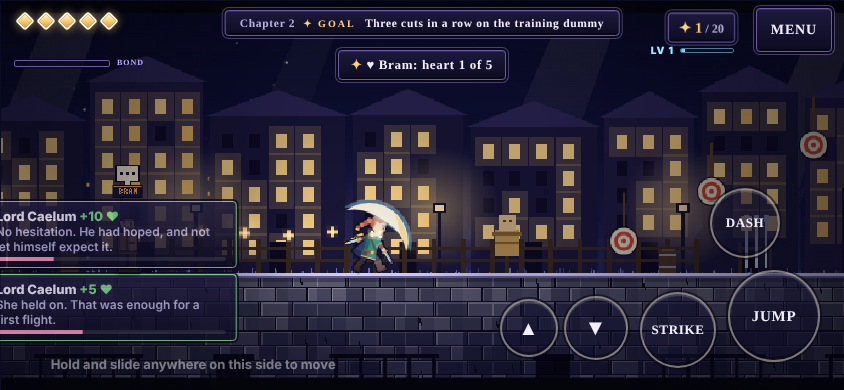 Chapter 2 ✦ GOAL Three cuts in a row on the training dummy
✦ 1 / 20
MENU
LV 1
BOND
✦ ♥ Bram: heart 1 of 5
BRAM
Lord Caelum +10 ♥
No hesitation. He had hoped, and not
let himself expect it.
DASH
Lord Caelum +5 ♥
She held on. That was enough for a
first flight.
▲
▼
STRIKE
JUMP
Hold and slide anywhere on this side to move